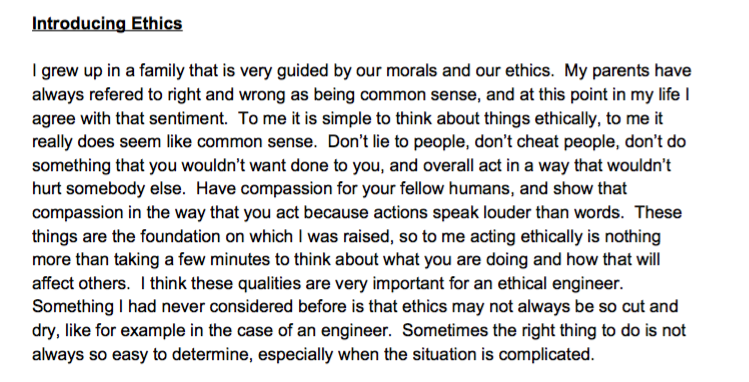 Introducing Ethics
I grew up in a family that is very guided by our morals and our ethics.  My parents have
always refered to right and wrong as being common sense, and at this point in my life I
agree with that sentiment.  To me it is simple to think about things ethically, to me it
really does seem like common sense.  Don’t lie to people, don’t cheat people, don’t do
something that you wouldn’t want done to you, and overall act in a way that wouldn’t
hurt somebody else.  Have compassion for your fellow humans, and show that
compassion in the way that you act because actions speak louder than words.  These
things are the foundation on which I was raised, so to me acting ethically is nothing
more than taking a few minutes to think about what you are doing and how that will
affect others.  I think these qualities are very important for an ethical engineer.
Something I had never considered before is that ethics may not always be so cut and
dry, like for example in the case of an engineer.  Sometimes the right thing to do is not
always so easy to determine, especially when the situation is complicated.